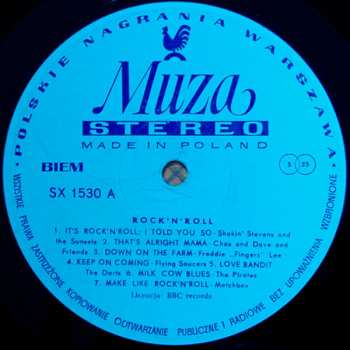 POLSKIE NAGRANIA WARSZAWA
Muza
STEREO
MADE IN POLAND
BIEM
S 25
SX 1530 A
ROCK'N'ROLL
1. IT'S ROCK'N'ROLL; I TOLD YOU SO-Shakin' Stevens and
the Sunsets 2. THAT'S ALRIGHT MAMA-Chas and Dave and
Friends 3. DOWN ON THE FARM-Freddie „Fingers" Lee
4. KEEP ON COMING-Flying Saucers 5. LOVE BANDIT
The Darts 6. MILK COW BLUES-The Pirates
7. MAKE LIKE ROCK'N'ROLL-Matchbox
Licencja: BBC records
WSZYSTKIE PRAWA ZASTRZEŻONE KOPIOWANIE ODTWARZANIE PUBLICZNE I RADIOWE BEZ UPOWAŻNIENIA WZBRONIONE